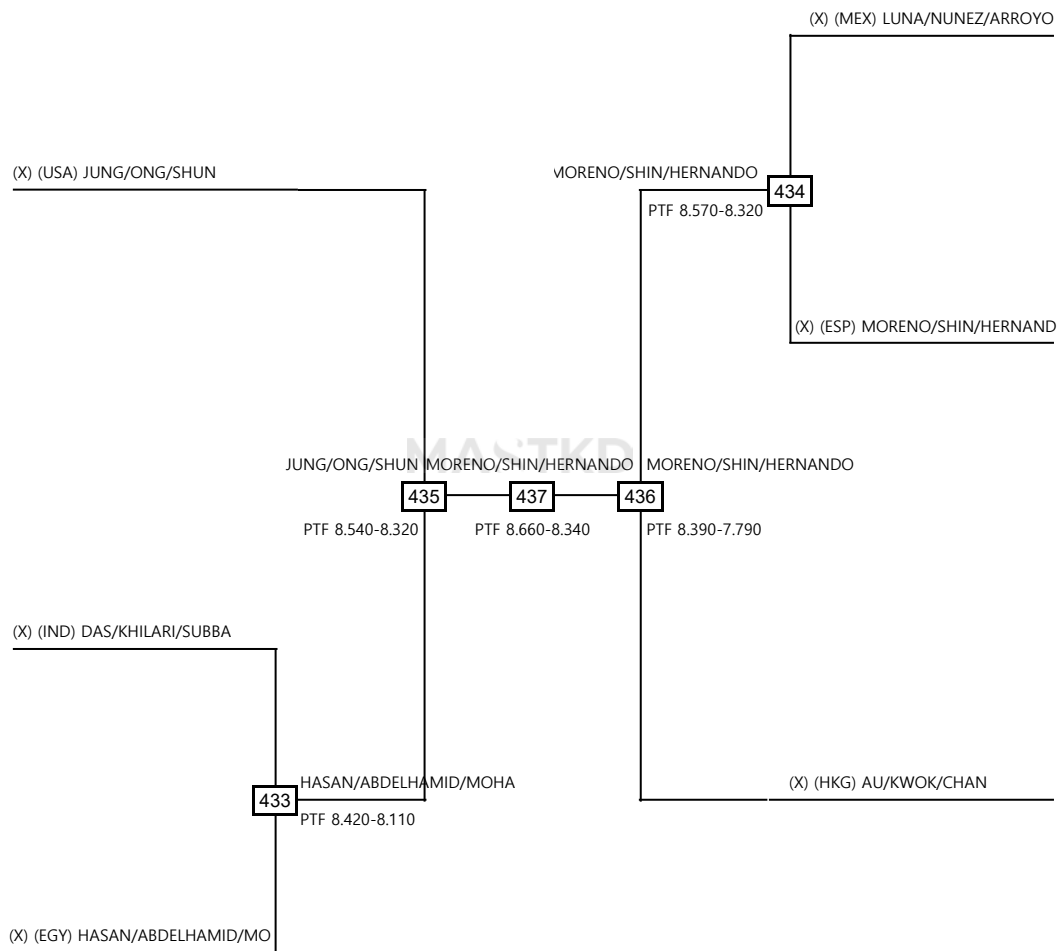 (X) (MEX) LUNA/NUNEZ/ARROYO
(X) (USA) JUNG/ONG/SHUN
MORENO/SHIN/HERNANDO
434
PTF 8.570-8.320
(X) (ESP) MORENO/SHIN/HERNAND
MASTKD
JUNG/ONG/SHUN MORENO/SHIN/HERNANDO MORENO/SHIN/HERNANDO
435 437 436
PTF 8.540-8.320 PTF 8.660-8.340 PTF 8.390-7.790
(X) (IND) DAS/KHILARI/SUBBA
HASAN/ABDELHAMID/MOHA
(X) (HKG) AU/KWOK/CHAN
433
PTF 8.420-8.110
(X) (EGY) HASAN/ABDELHAMID/MO